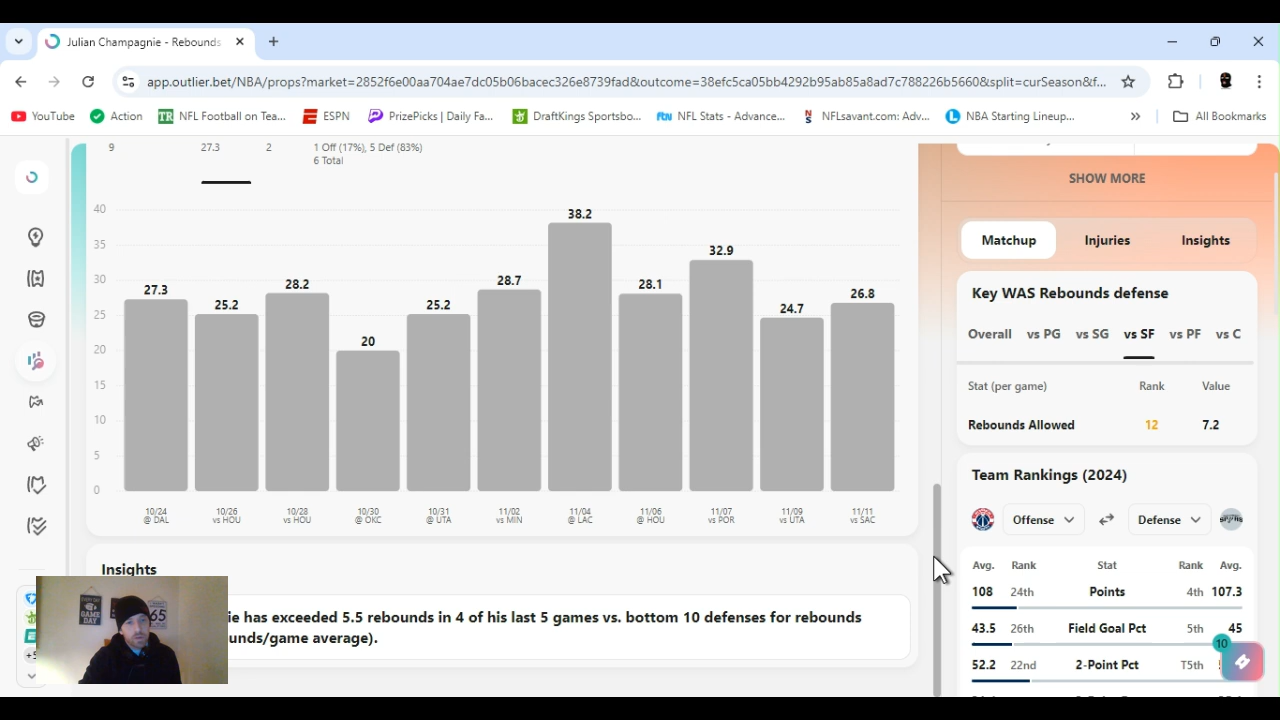 Julian Champagnie - Rebounds
app.outlier.bet/NBA/props?market=2852f6e00aa704ae7dc05b06bacec326e8739fad&outcome=38efc5ca05bb4292b95ab85a8ad7c788226b5660&split=curSeason&f...
YouTube Action NFL Football on Tea... ESPN PrizePicks | Daily Fa... DraftKings Sportsbo... NFL Stats - Advance... NFLsavant.com: Adv... NBA Starting Lineup... » All Bookmarks
9 27.3 2 1 Off (17%), 5 Def (83%)
6 Total
40
35
30
25
20
15
10
5
0
27.3 25.2 28.2 20 25.2 28.7 38.2 28.1 32.9 24.7 26.8
10/24 10/26 10/28 10/30 10/31 11/02 11/04 11/06 11/07 11/09 11/11
@ DAL vs HOU vs HOU @ OKC @ UTA vs MIN @ LAC @ HOU vs POR vs UTA vs SAC
Insights
ie has exceeded 5.5 rebounds in 4 of his last 5 games vs. bottom 10 defenses for rebounds
unds/game average).
GAME DAY
65
SHOW MORE
Matchup Injuries Insights
Key WAS Rebounds defense
Overall vs PG vs SG vs SF vs PF vs C
Stat (per game) Rank Value
Rebounds Allowed 12 7.2
Team Rankings (2024)
Offense Defense
Avg. Rank Stat Rank Avg.
108 24th Points 4th 107.3
43.5 26th Field Goal Pct 5th 45
10
52.2 22nd 2-Point Pct T5th